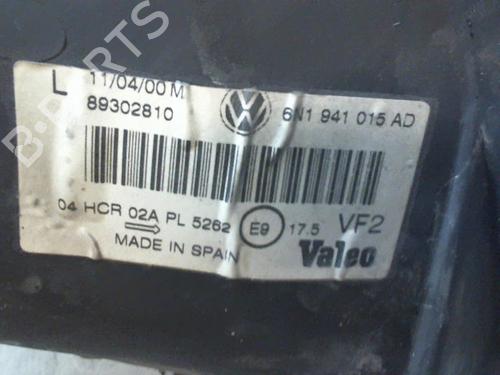 L 11/04/00 M
89302810
6N1 941 015 AD
04 HCR 02A PL 5262 E9 17.5 VF2
MADE IN SPAIN
Valeo
B-PARTS